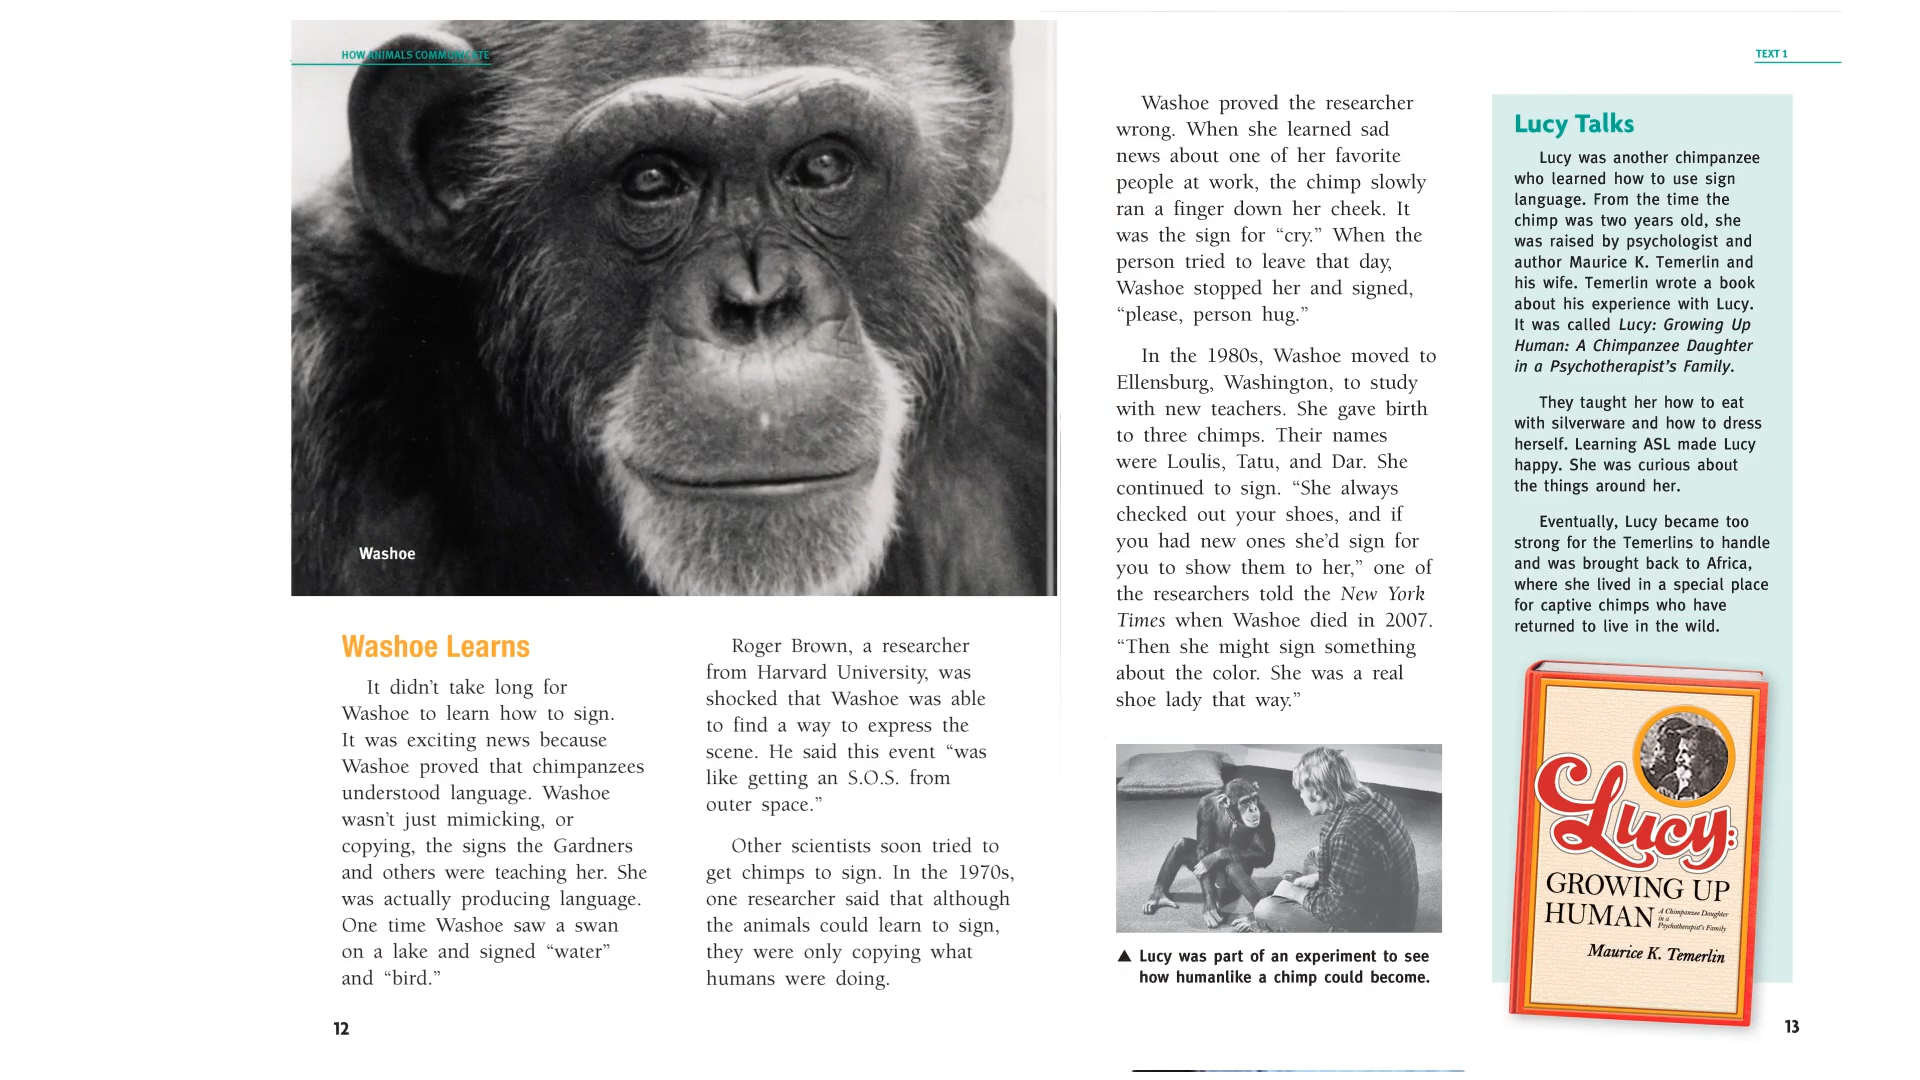 HOW ANIMALS COMMUNICATE
Washoe
Washoe Learns
It didn’t take long for
Washoe to learn how to sign.
It was exciting news because
Washoe proved that chimpanzees
understood language. Washoe
wasn’t just mimicking, or
copying, the signs the Gardners
and others were teaching her. She
was actually producing language.
One time Washoe saw a swan
on a lake and signed “water”
and “bird.”
Roger Brown, a researcher
from Harvard University, was
shocked that Washoe was able
to find a way to express the
scene. He said this event “was
like getting an S.O.S. from
outer space.”
Other scientists soon tried to
get chimps to sign. In the 1970s,
one researcher said that although
the animals could learn to sign,
they were only copying what
humans were doing.
12
TEXT 1
Washoe proved the researcher
wrong. When she learned sad
news about one of her favorite
people at work, the chimp slowly
ran a finger down her cheek. It
was the sign for “cry.” When the
person tried to leave that day,
Washoe stopped her and signed,
“please, person hug.”
In the 1980s, Washoe moved to
Ellensburg, Washington, to study
with new teachers. She gave birth
to three chimps. Their names
were Loulis, Tatu, and Dar. She
continued to sign. “She always
checked out your shoes, and if
you had new ones she’d sign for
you to show them to her,” one of
the researchers told the New York
Times when Washoe died in 2007.
“Then she might sign something
about the color. She was a real
shoe lady that way.”
▲ Lucy was part of an experiment to see
how humanlike a chimp could become.
Lucy Talks
Lucy was another chimpanzee
who learned how to use sign
language. From the time the
chimp was two years old, she
was raised by psychologist and
author Maurice K. Temerlin and
his wife. Temerlin wrote a book
about his experience with Lucy.
It was called Lucy: Growing Up
Human: A Chimpanzee Daughter
in a Psychotherapist’s Family.
They taught her how to eat
with silverware and how to dress
herself. Learning ASL made Lucy
happy. She was curious about
the things around her.
Eventually, Lucy became too
strong for the Temerlins to handle
and was brought back to Africa,
where she lived in a special place
for captive chimps who have
returned to live in the wild.
Lucy:
GROWING UP
HUMAN
A Chimpanzee Daughter
in a
Psychotherapist's Family
Maurice K. Temerlin
13